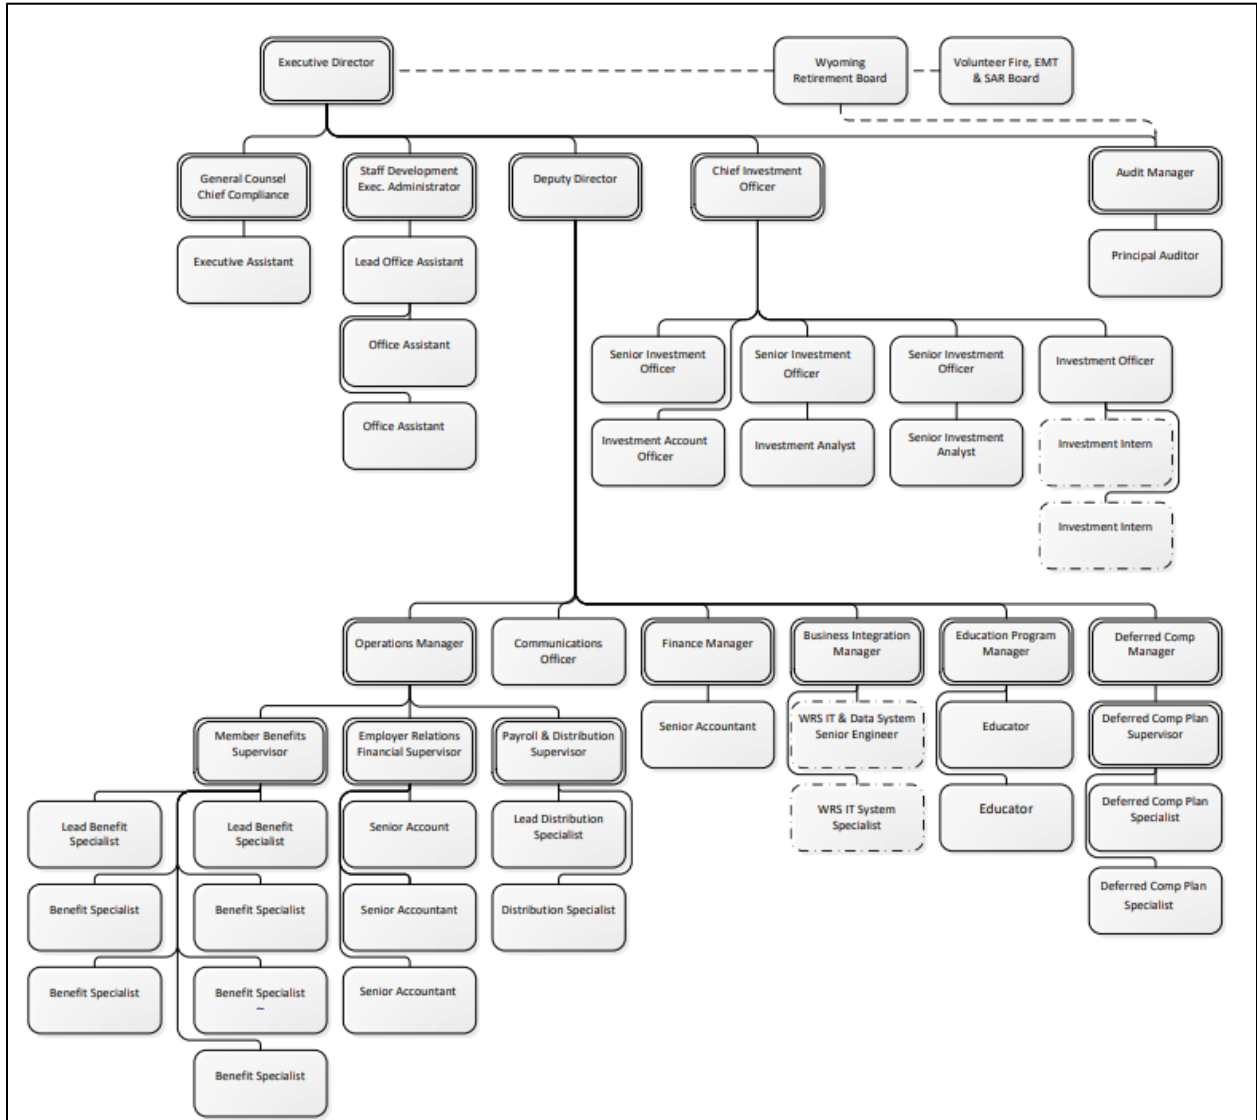 Executive Director
Wyoming
Retirement Board
Volunteer Fire, EMT
& SAR Board
General Counsel
Chief Compliance
Staff Development
Exec. Administrator
Deputy Director
Chief Investment
Officer
Audit Manager
Executive Assistant
Lead Office Assistant
Principal Auditor
Office Assistant
Office Assistant
Senior Investment
Officer
Senior Investment
Officer
Senior Investment
Officer
Investment Officer
Investment Account
Officer
Investment Analyst
Senior Investment
Analyst
Investment Intern
Investment Intern
Operations Manager
Communications
Officer
Finance Manager
Business Integration
Manager
Education Program
Manager
Deferred Comp
Manager
Member Benefits
Supervisor
Employer Relations
Financial Supervisor
Payroll & Distribution
Supervisor
Senior Accountant
WRS IT & Data System
Senior Engineer
Educator
Deferred Comp Plan
Supervisor
Lead Benefit
Specialist
Lead Benefit
Specialist
Senior Account
Lead Distribution
Specialist
WRS IT System
Specialist
Educator
Deferred Comp Plan
Specialist
Benefit Specialist
Benefit Specialist
Senior Accountant
Distribution Specialist
Deferred Comp Plan
Specialist
Benefit Specialist
Benefit Specialist
~
Senior Accountant
Benefit Specialist